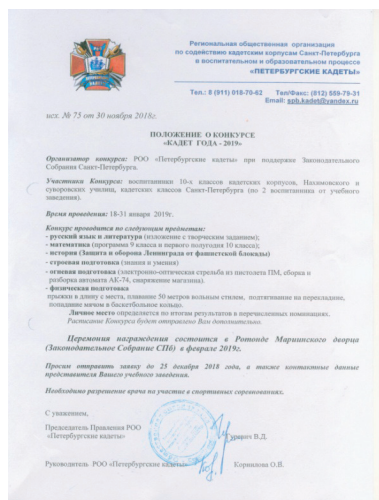 Региональная общественная организация
по содействию кадетским корпусам Санкт-Петербурга
в воспитательном и образовательном процессе
«ПЕТЕРБУРГСКИЕ КАДЕТЫ»
Тел.: 8 (911) 018-70-62 Тел/Факс: (812) 559-79-31
Email: spb.kadet@yandex.ru
исх. № 75 от 30 ноября 2018г.
ПОЛОЖЕНИЕ О КОНКУРСЕ
«КАДЕТ ГОДА - 2019»
Организатор конкурса: РОО «Петербургские кадеты» при поддержке Законодательного
Собрания Санкт-Петербурга.
Участники Конкурса: воспитанники 10-х классов кадетских корпусов, Нахимовского и
суворовских училищ, кадетских классов Санкт-Петербурга (по 2 воспитанника от учебного
заведения).
Время проведения: 18-31 января 2019г.
Конкурс проводится по следующим предметам:
- русский язык и литература (изложение с творческим заданием);
- математика (программа 9 класса и первого полугодия 10 класса);
- история (Защита и оборона Ленинграда от фашистской блокады)
- строевая подготовка (знания и умения)
- огневая подготовка (электронно-оптическая стрельба из пистолета ПМ, сборка и
разборка автомата АК-74, снаряжение магазина).
- физическая подготовка
прыжки в длину с места, плавание 50 метров вольным стилем, подтягивание на перекладине,
попадание мячом в баскетбольное кольцо.
Личное место определяется по итогам результатов в перечисленных номинациях.
Расписание Конкурса будет отправлено Вам дополнительно.
Церемония награждения состоится в Ротонде Мариинского дворца
(Законодательное Собрание СПб) в феврале 2019г.
Просим отправить заявку до 25 декабря 2018 года, а также контактные данные
представителя Вашего учебного заведения.
Необходимо разрешение врача по участию в спортивных соревнованиях.
С уважением,
Председатель Правления РОО
«Петербургские кадеты» Гуревич В.Д.
Руководитель РОО «Петербургские кадеты» Корнилова О.В.